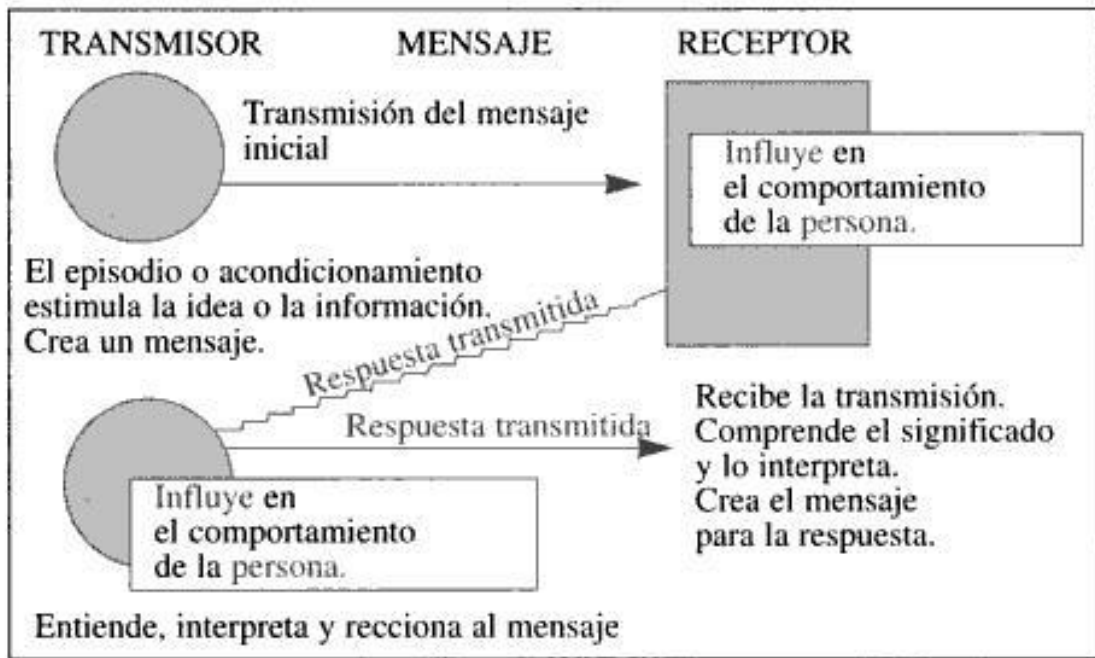 TRANSMISOR MENSAJE RECEPTOR
Transmisión del mensaje
inicial
Influye en
el comportamiento
de la persona.
El episodio o acondicionamiento
estimula la idea o la información.
Crea un mensaje.
Respuesta transmitida
Respuesta transmitida
Recibe la transmisión.
Comprende el significado
y lo interpreta.
Crea el mensaje
para la respuesta.
Influye en
el comportamiento
de la persona.
Entiende, interpreta y recciona al mensaje